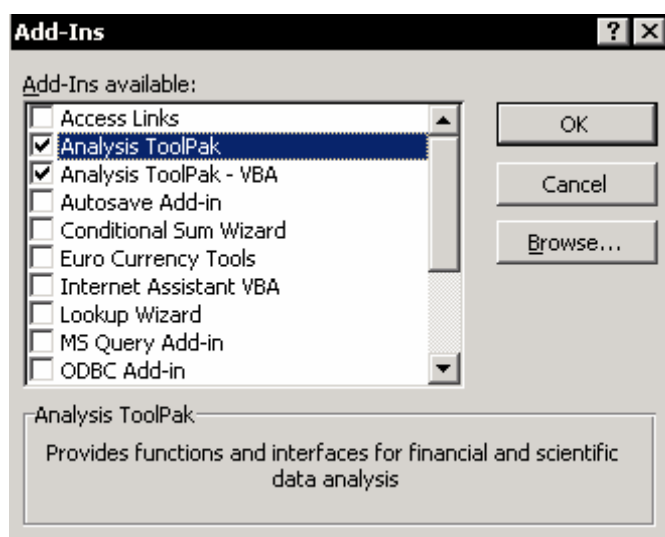 Add-Ins
Add-Ins available:
Access Links
Analysis ToolPak
Analysis ToolPak - VBA
Autosave Add-in
Conditional Sum Wizard
Euro Currency Tools
Internet Assistant VBA
Lookup Wizard
MS Query Add-in
ODBC Add-in
OK
Cancel
Browse...
Analysis ToolPak
Provides functions and interfaces for financial and scientific
data analysis